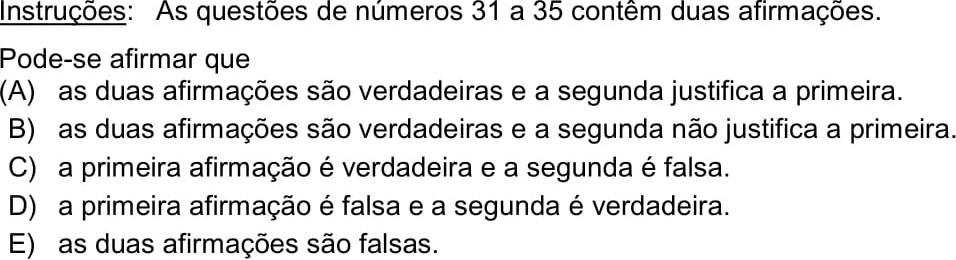 Instruções: As questões de números 31 a 35 contêm duas afirmações.
Pode-se afirmar que
(A) as duas afirmações são verdadeiras e a segunda justifica a primeira.
B) as duas afirmações são verdadeiras e a segunda não justifica a primeira.
C) a primeira afirmação é verdadeira e a segunda é falsa.
D) a primeira afirmação é falsa e a segunda é verdadeira.
E) as duas afirmações são falsas.